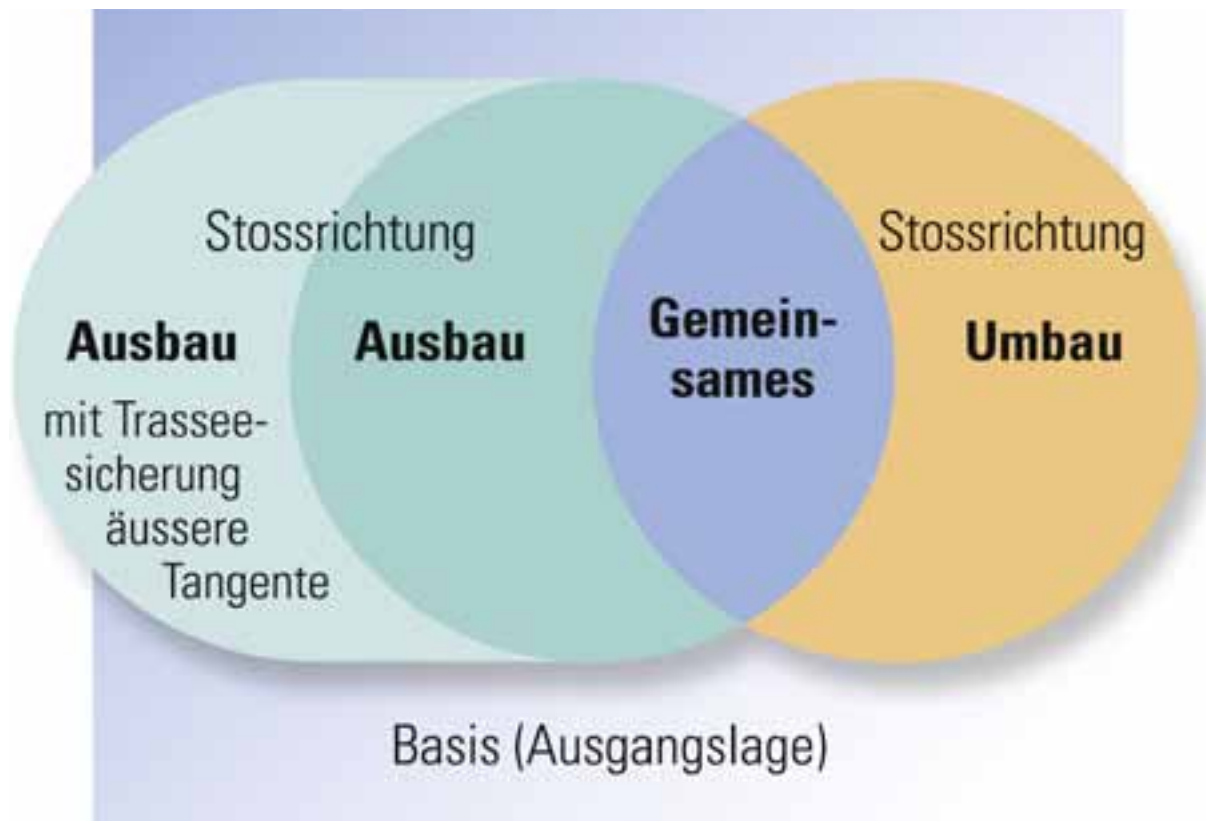 Stossrichtung
Ausbau
mit Trassee-
sicherung
äussere
Tangente
Ausbau
Gemein-
sames
Stossrichtung
Umbau
Basis (Ausgangslage)